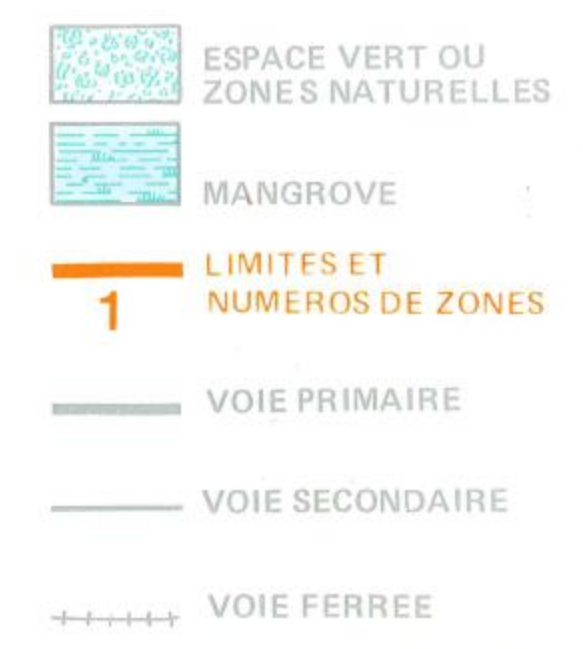 ESPACE VERT OU
ZONES NATURELLES
MANGROVE
LIMITES ET
1 NUMEROS DE ZONES
VOIE PRIMAIRE
VOIE SECONDAIRE
VOIE FERREE